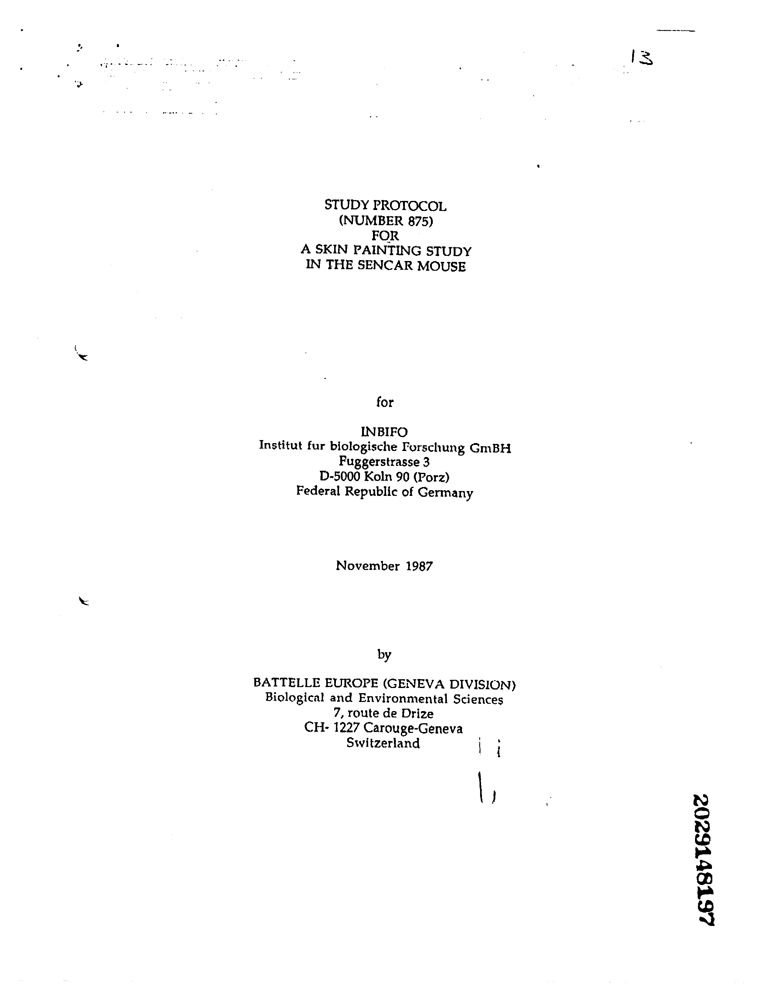 13
STUDY PROTOCOL
(NUMBER 875)
FOR
A SKIN PAINTING STUDY
IN THE SENCAR MOUSE
for
INBIFO
Institut fur biologische Forschung GmBH
Fuggerstrasse 3
D-5000 Koln 90 (Porz)
Federal Republic of Germany
November 1987
by
BATTELLE EUROPE (GENEVA DIVISION)
Biological and Environmental Sciences
7, route de Drize
CH- 1227 Carouge-Geneva
Switzerland
2029148197